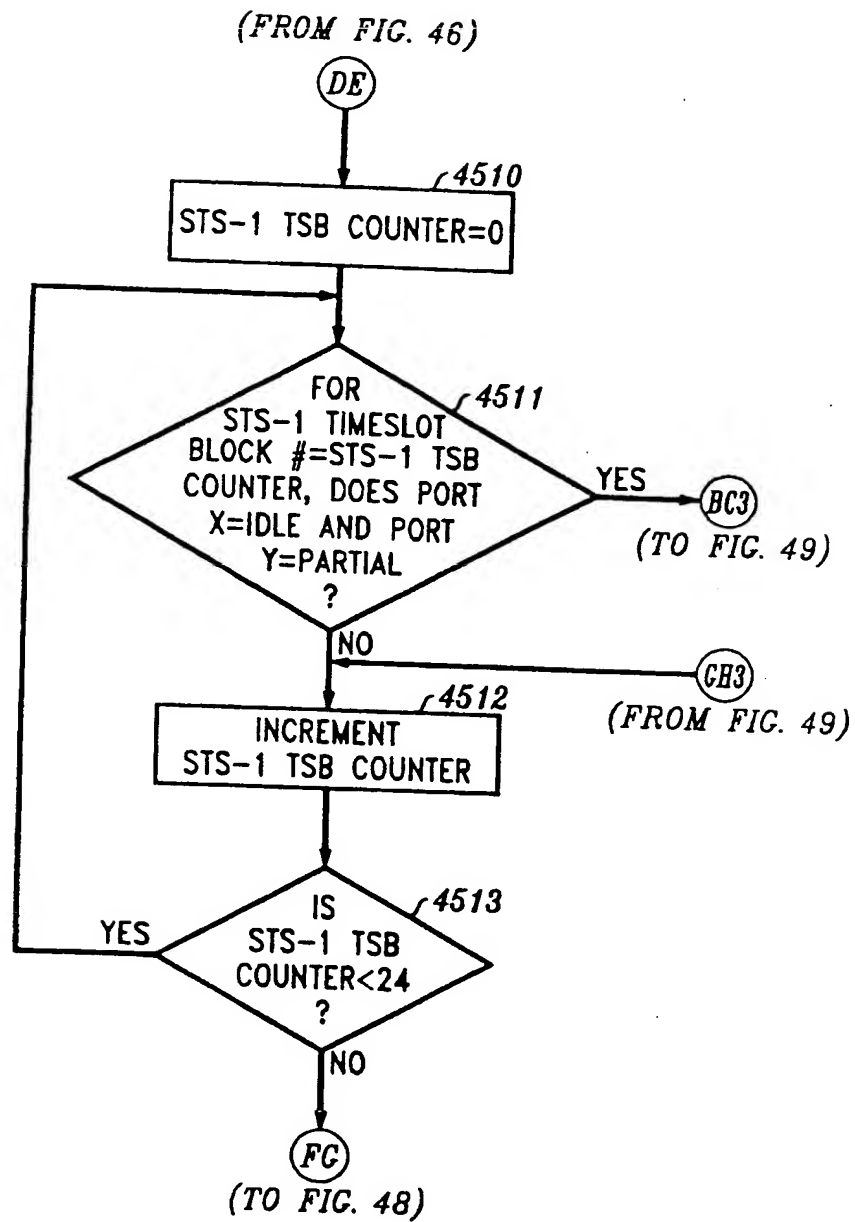 (FROM FIG. 46)
DE
4510
STS-1 TSB COUNTER=0
4511
FOR
STS-1 TIMESLOT
BLOCK #=STS-1 TSB
COUNTER, DOES PORT
X=IDLE AND PORT
Y=PARTIAL
?
YES
BC3
(TO FIG. 49)
NO
GH3
(FROM FIG. 49)
4512
INCREMENT
STS-1 TSB COUNTER
4513
IS
STS-1 TSB
COUNTER<24
?
YES
NO
FG
(TO FIG. 48)